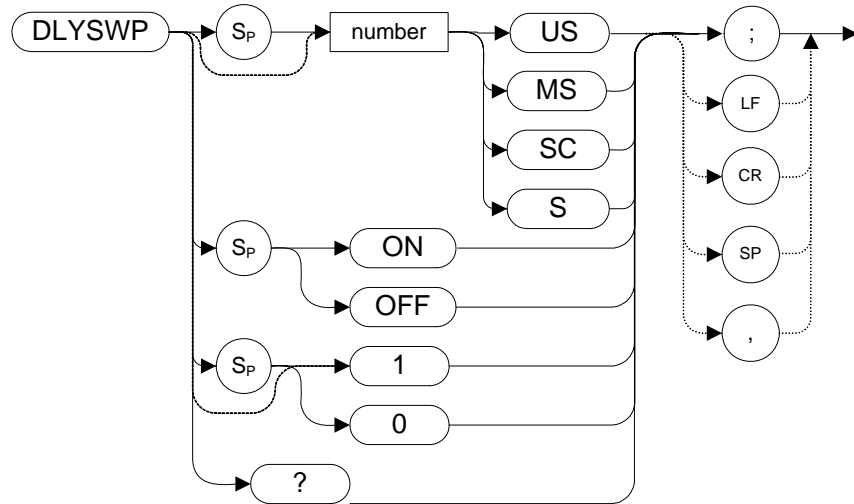 DLYSWP SP number US ;
MS LF
SC CR
S
SP ON SP
OFF
,
SP 1
0
?